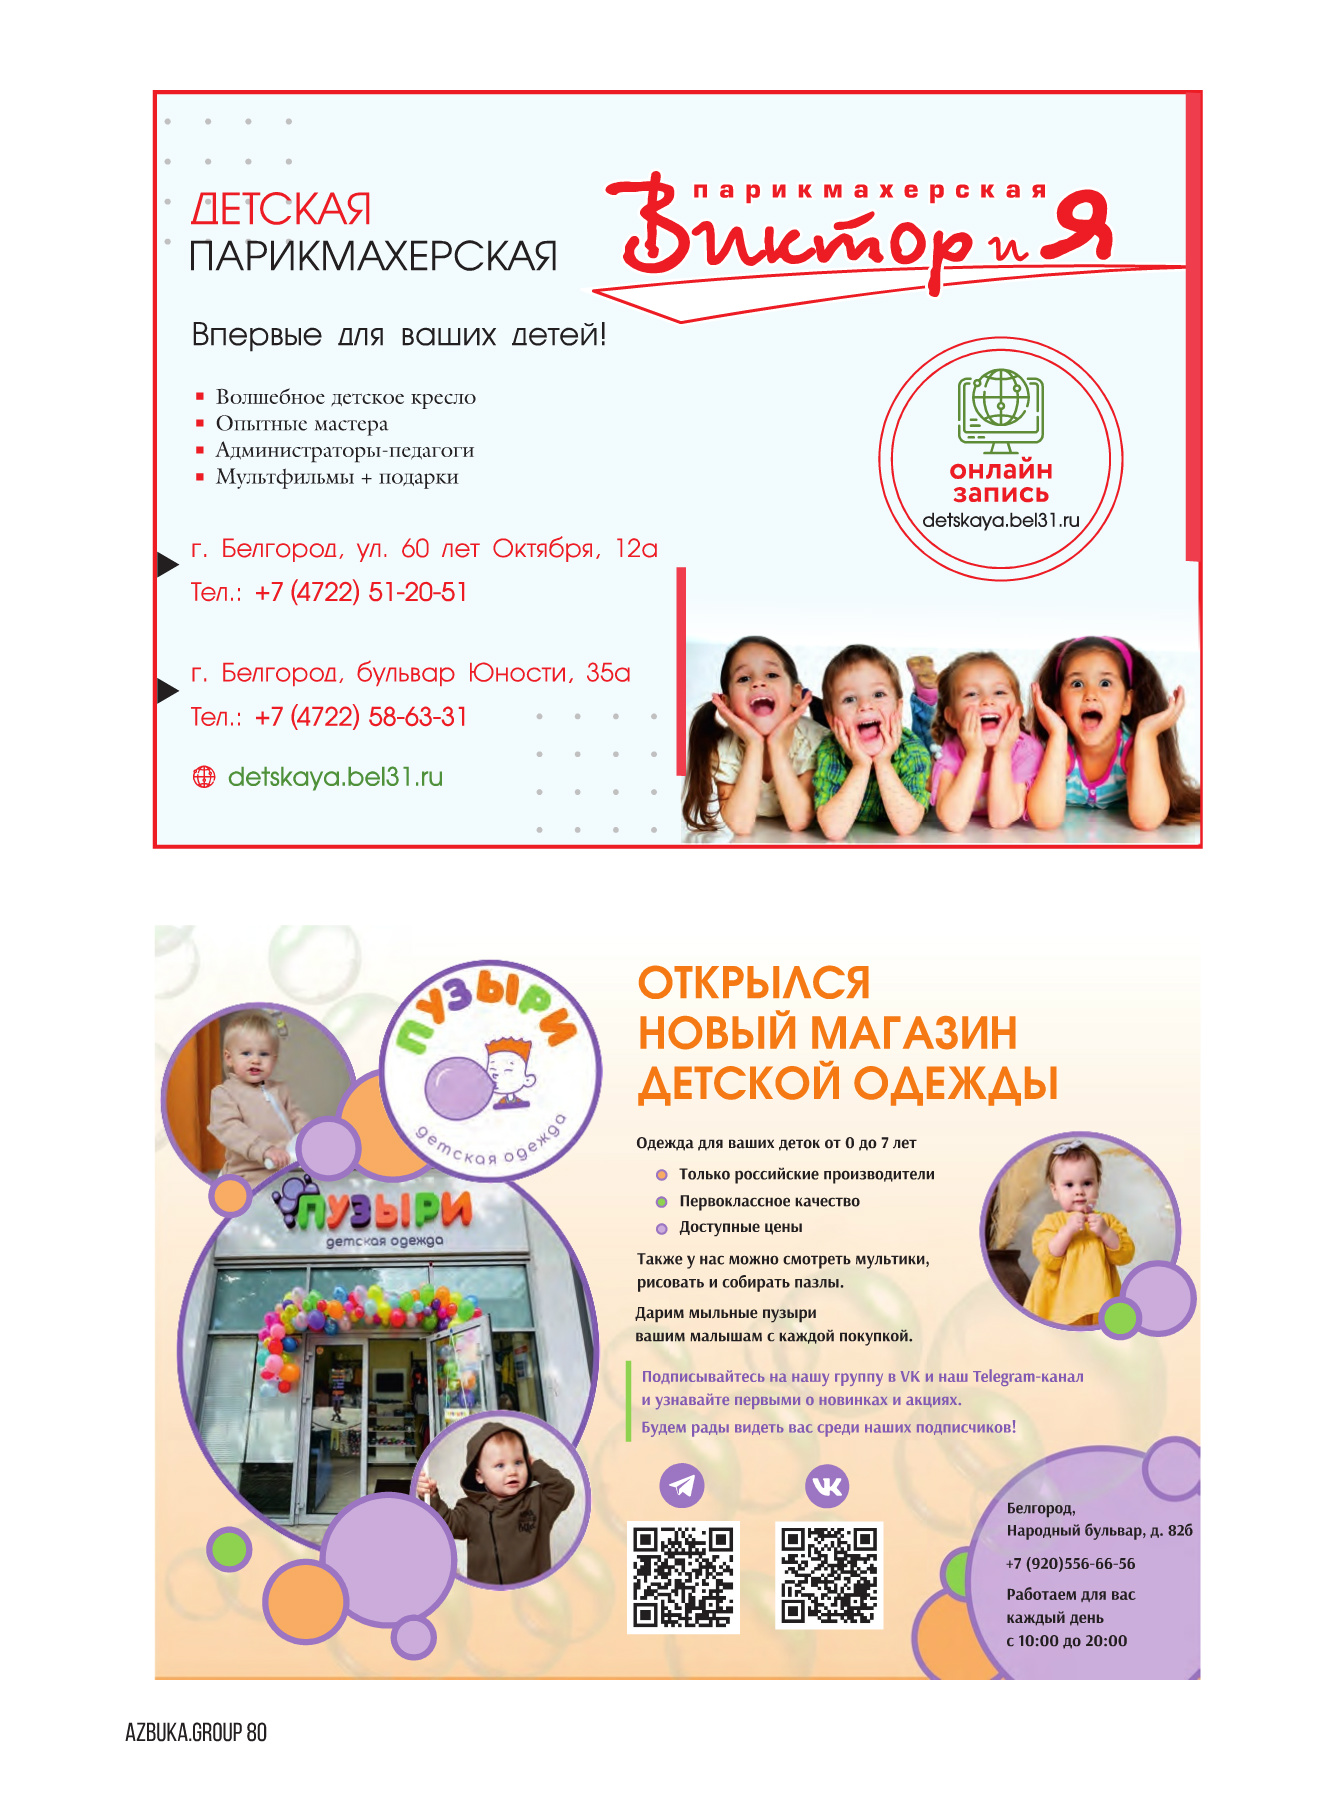 ДЕТСКАЯ
ПАРИКМАХЕРСКАЯ
парикмахерская
ВикториЯ
Впервые для ваших детей!
Волшебное детское кресло
Опытные мастера
Администраторы-педагоги
Мультфильмы + подарки
онлайн
запись
detskaya.bel31.ru
г. Белгород, ул. 60 лет Октября, 12а
Тел.: +7 (4722) 51-20-51
г. Белгород, бульвар Юности, 35а
Тел.: +7 (4722) 58-63-31
detskaya.bel31.ru
ПУЗЫРИ
детская одежда
ПУЗЫРИ
детская одежда
ОТКРЫЛСЯ
НОВЫЙ МАГАЗИН
ДЕТСКОЙ ОДЕЖДЫ
Одежда для ваших деток от 0 до 7 лет
Только российские производители
Первоклассное качество
Доступные цены
Также у нас можно смотреть мультики,
рисовать и собирать пазлы.
Дарим мыльные пузыри
вашим малышам с каждой покупкой.
Подписывайтесь на нашу группу в VK и наш Telegram-канал
и узнавайте первыми о новинках и акциях.
Будем рады видеть вас среди наших подписчиков!
Белгород,
Народный бульвар, д. 82б
+7 (920)556-66-56
Работаем для вас
каждый день
с 10:00 до 20:00
AZBUKA.GROUP 80